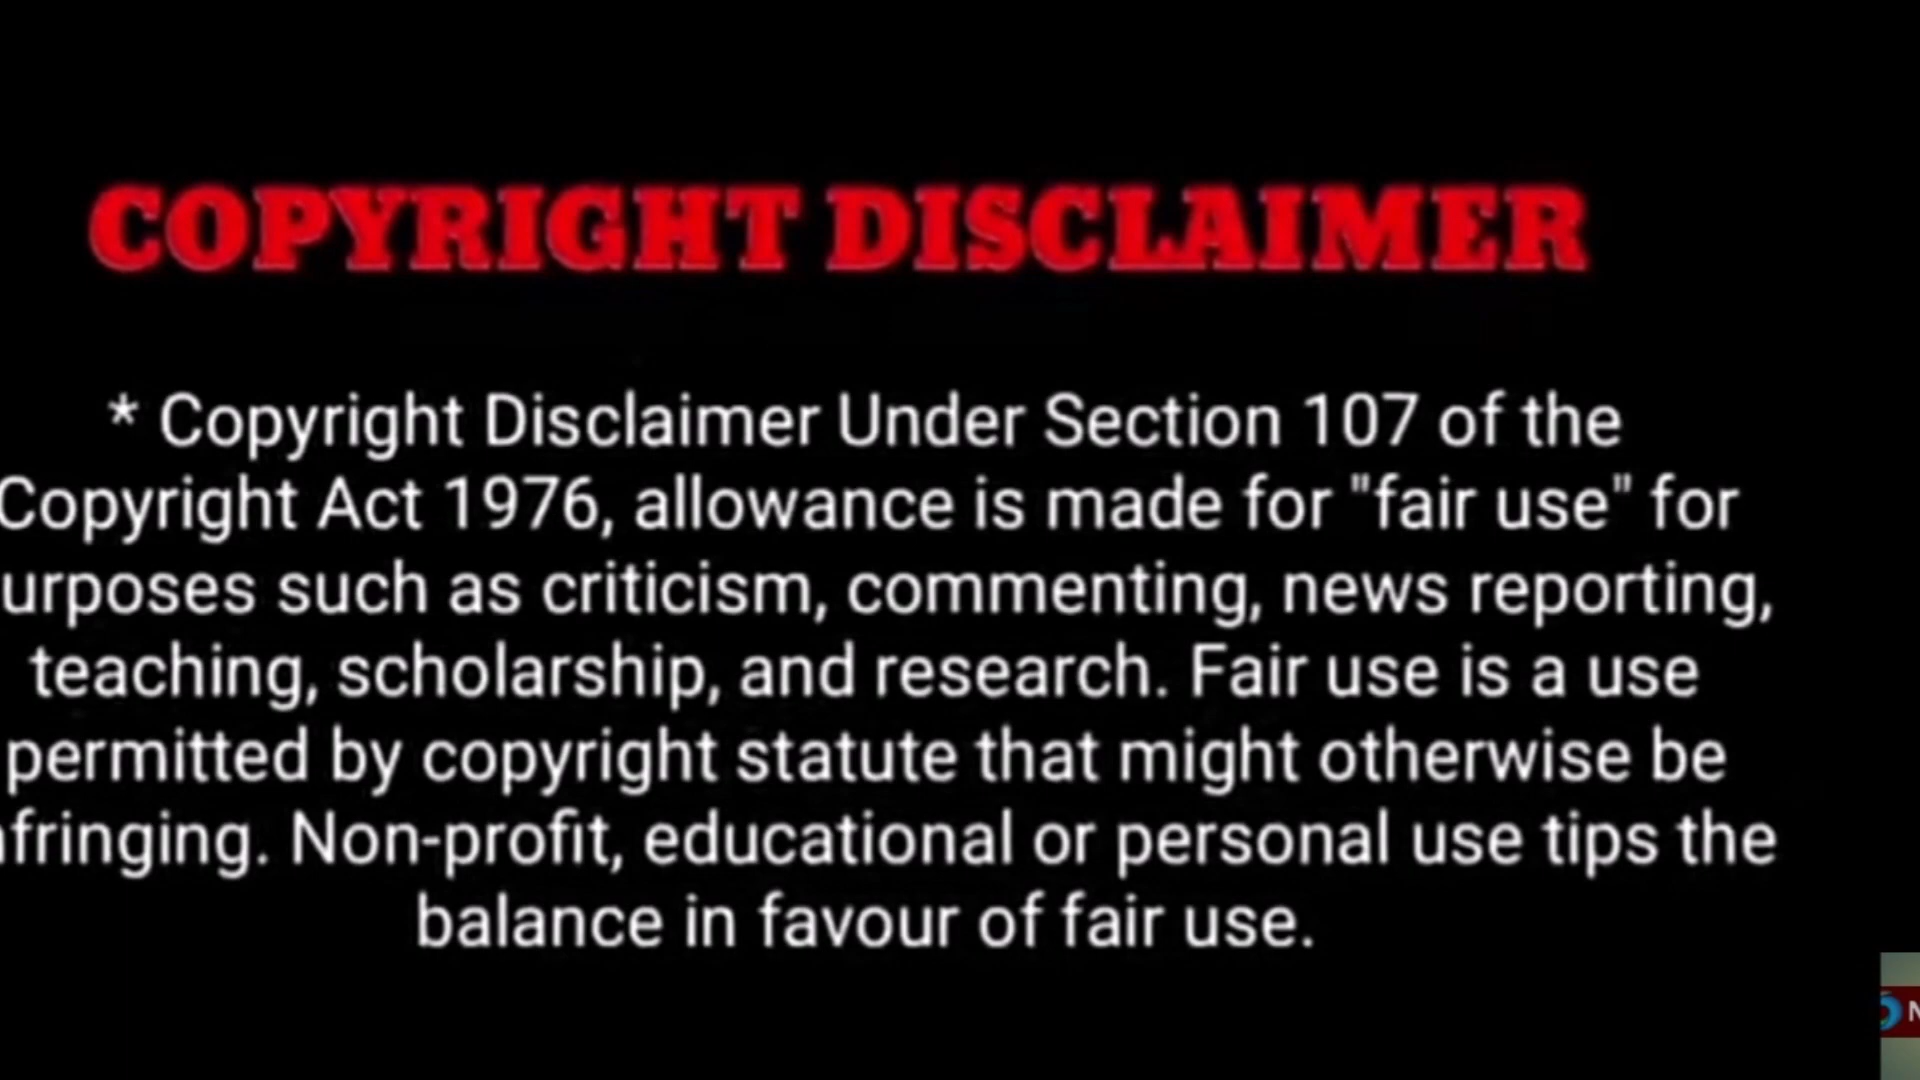 COPYRIGHT DISCLAIMER
* Copyright Disclaimer Under Section 107 of the
Copyright Act 1976, allowance is made for "fair use" for
urposes such as criticism, commenting, news reporting,
teaching, scholarship, and research. Fair use is a use
permitted by copyright statute that might otherwise be
nfringing. Non-profit, educational or personal use tips the
balance in favour of fair use.
N